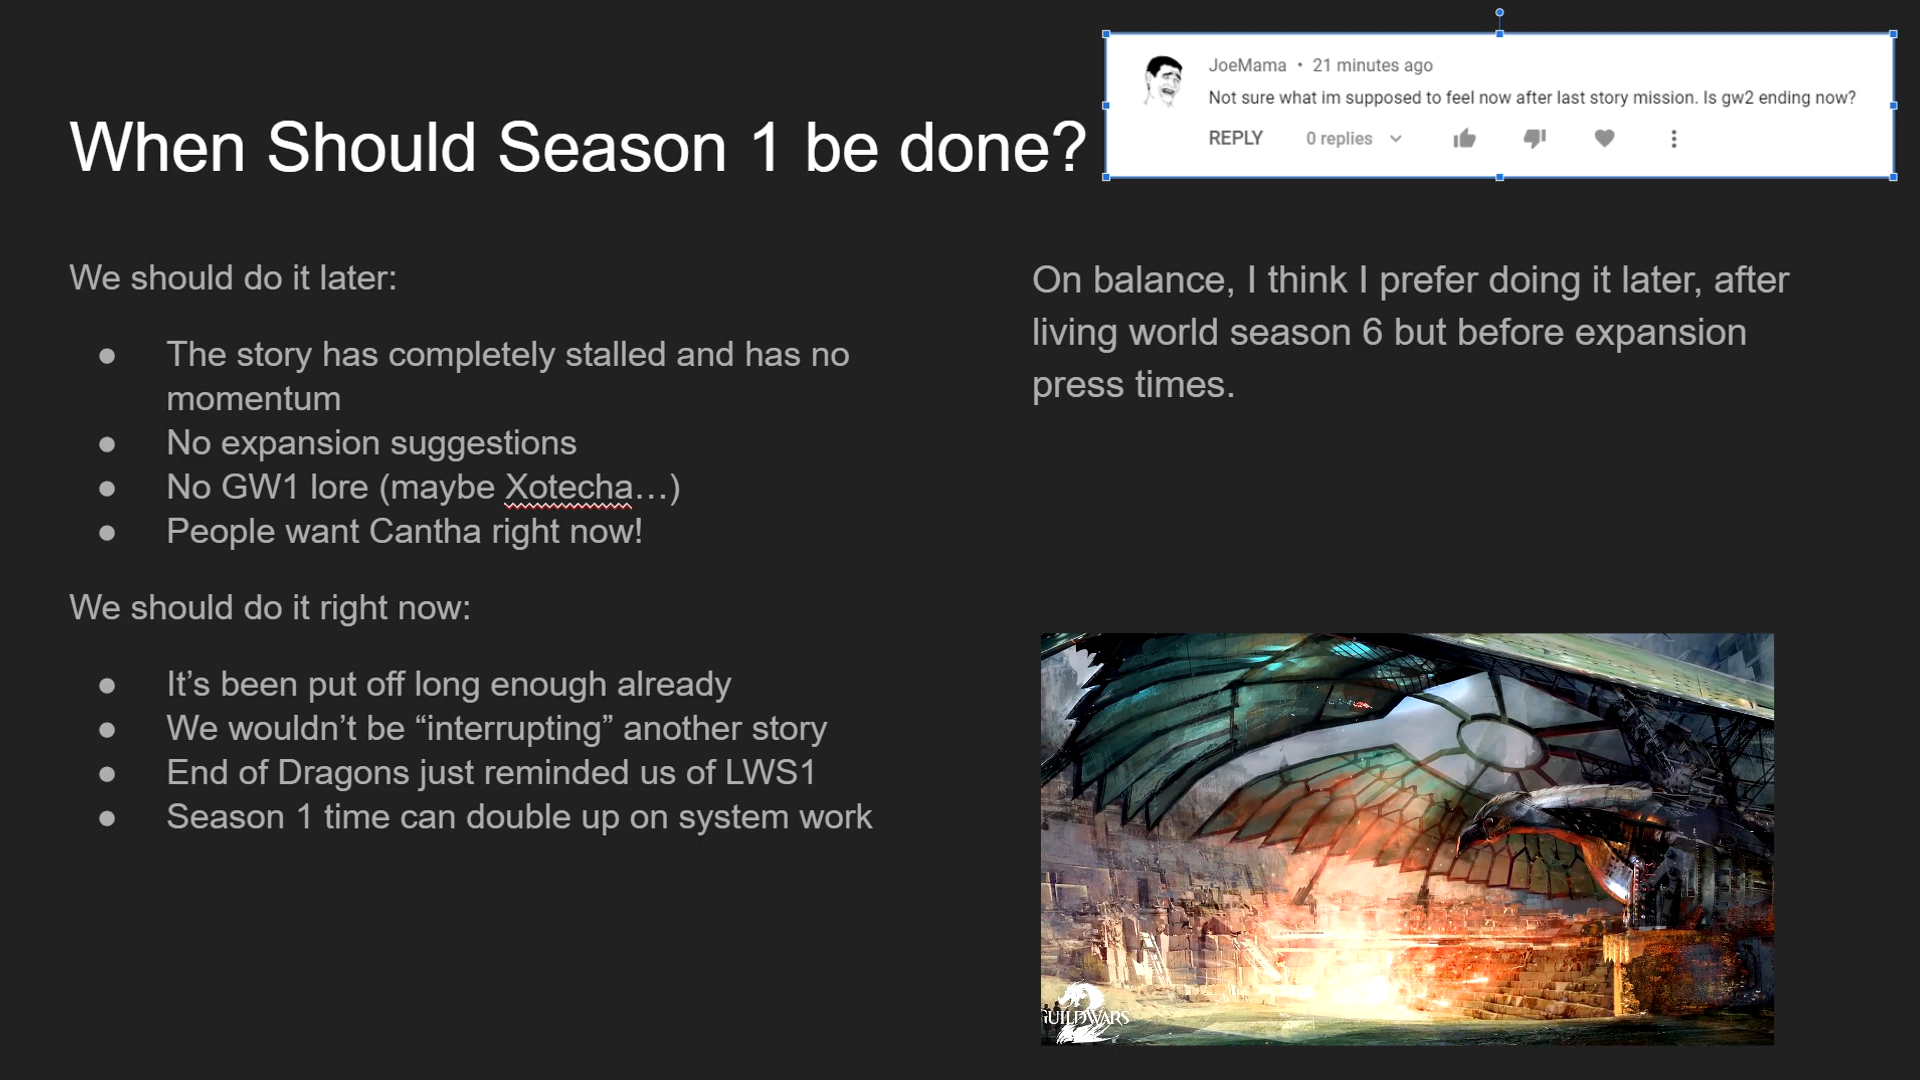 JoeMama • 21 minutes ago
Not sure what im supposed to feel now after last story mission. Is gw2 ending now?
REPLY 0 replies
When Should Season 1 be done?
We should do it later:
● The story has completely stalled and has no
momentum
● No expansion suggestions
● No GW1 lore (maybe Xotecha…)
● People want Cantha right now!
We should do it right now:
● It’s been put off long enough already
● We wouldn’t be “interrupting” another story
● End of Dragons just reminded us of LWS1
● Season 1 time can double up on system work
On balance, I think I prefer doing it later, after
living world season 6 but before expansion
press times.
GUILDWARS